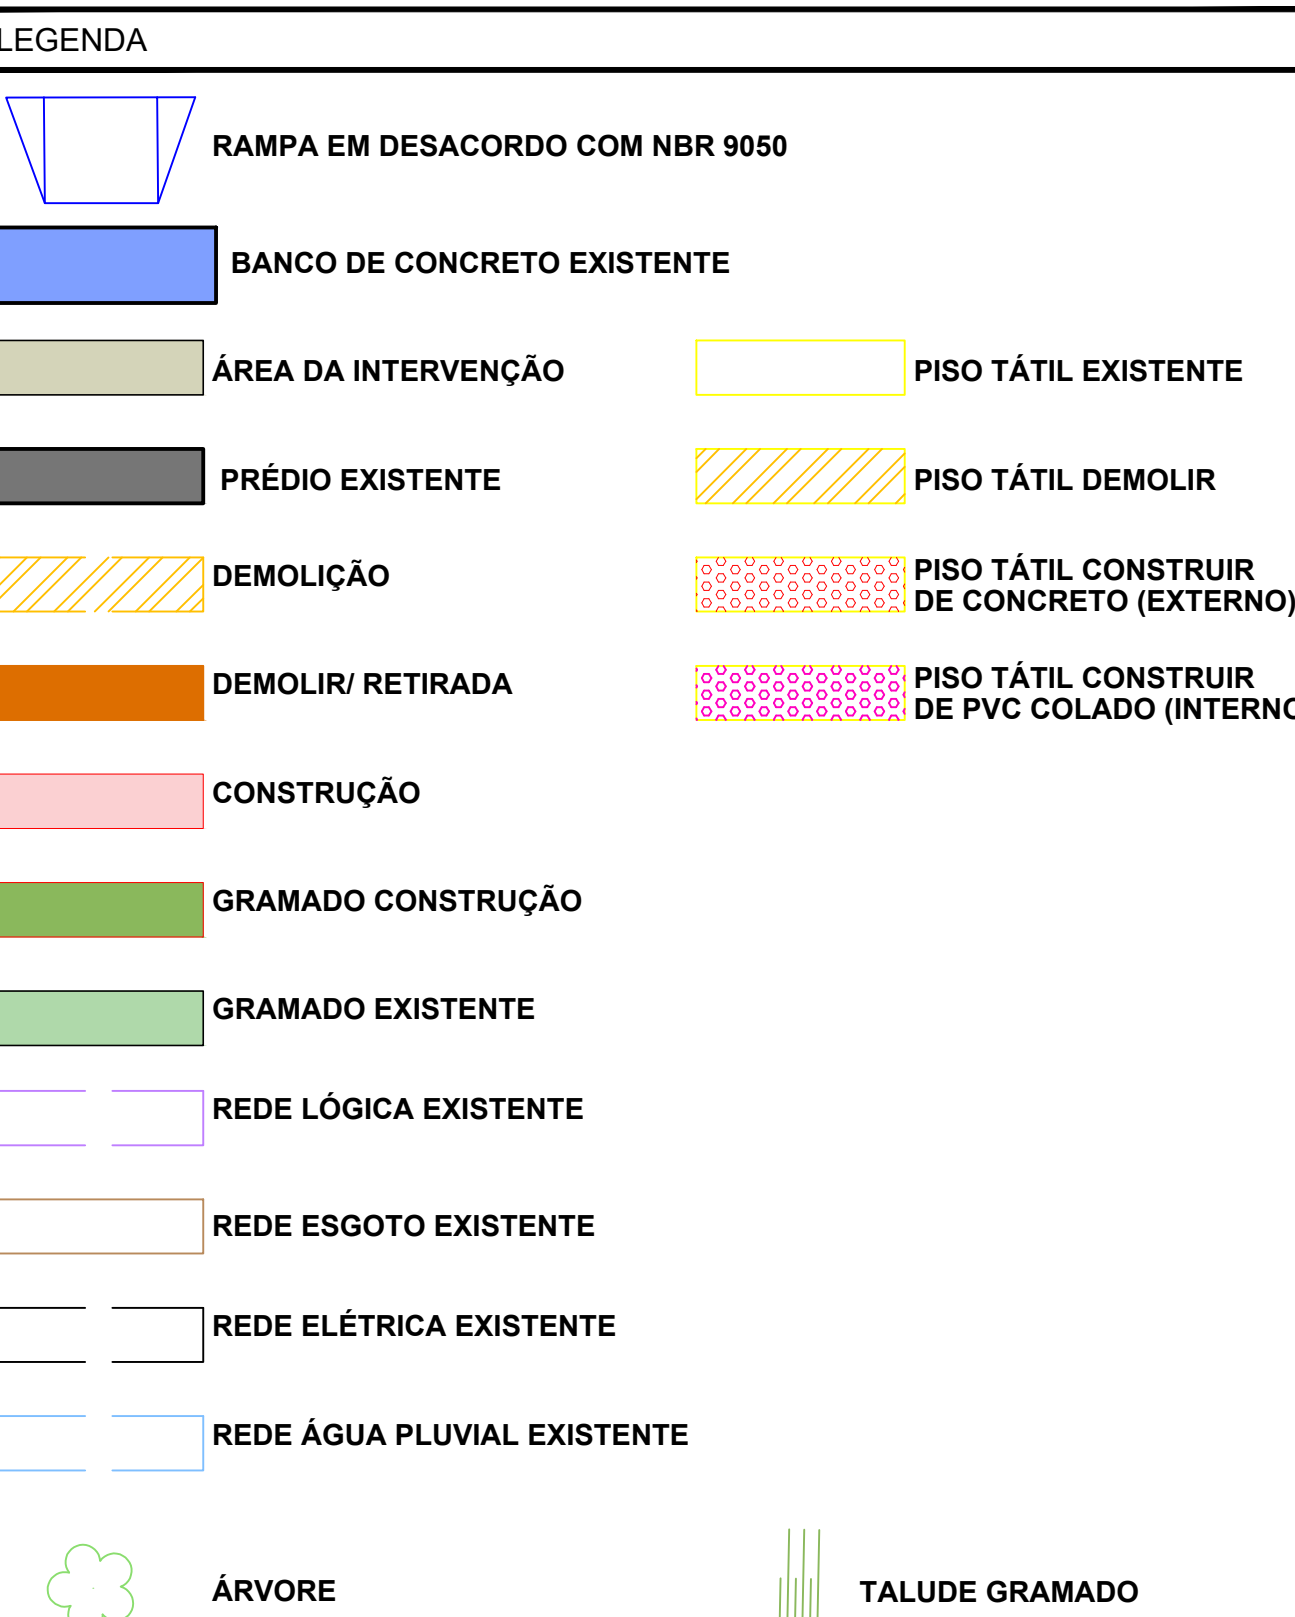 LEGENDA
RAMPA EM DESACORDO COM NBR 9050
BANCO DE CONCRETO EXISTENTE
ÁREA DA INTERVENÇÃO
PRÉDIO EXISTENTE
DEMOLIÇÃO
DEMOLIR/ RETIRADA
CONSTRUÇÃO
GRAMADO CONSTRUÇÃO
GRAMADO EXISTENTE
REDE LÓGICA EXISTENTE
REDE ESGOTO EXISTENTE
REDE ELÉTRICA EXISTENTE
REDE ÁGUA PLUVIAL EXISTENTE
ÁRVORE
PISO TÁTIL EXISTENTE
PISO TÁTIL DEMOLIR
PISO TÁTIL CONSTRUIR
DE CONCRETO (EXTERNO)
PISO TÁTIL CONSTRUIR
DE PVC COLADO (INTERNO
TALUDE GRAMADO